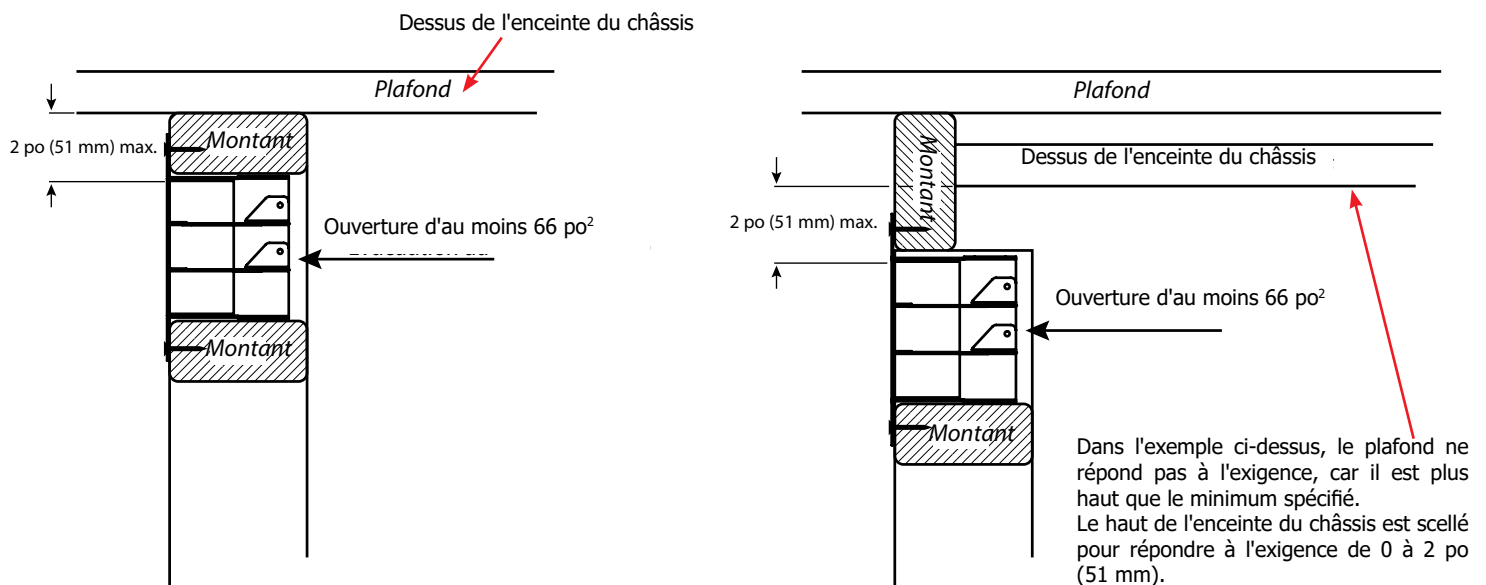 Dessus de l'enceinte du châssis
Plafond
2 po (51 mm) max.
Montant
Ouverture d'au moins 66 po²
Montant
Plafond
Montant
Dessus de l'enceinte du châssis
2 po (51 mm) max.
Ouverture d'au moins 66 po²
Montant
Dans l'exemple ci-dessus, le plafond ne
répond pas à l'exigence, car il est plus
haut que le minimum spécifié.
Le haut de l'enceinte du châssis est scellé
pour répondre à l'exigence de 0 à 2 po
(51 mm).